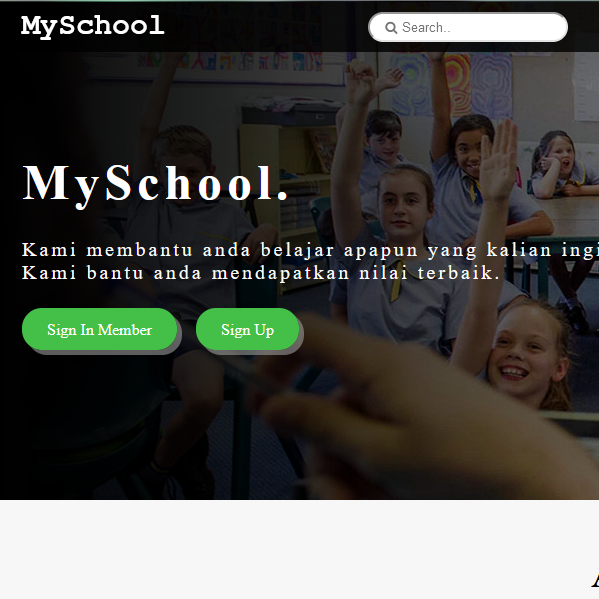 MySchool
Search..
MySchool.
Kami membantu anda belajar apapun yang kalian
Kami bantu anda mendapatkan nilai terbaik.
Sign In Member
Sign Up